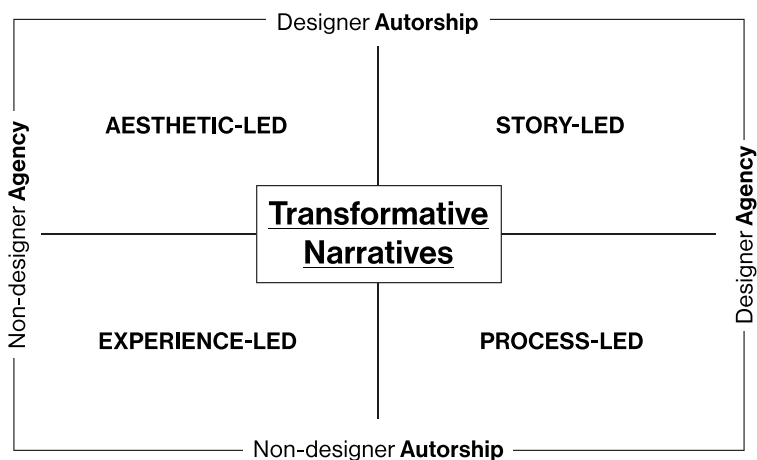 Designer Autorship
AESTHETIC-LED
STORY-LED
Non-designer Agency
Transformative
Narratives
Designer Agency
EXPERIENCE-LED
PROCESS-LED
Non-designer Autorship